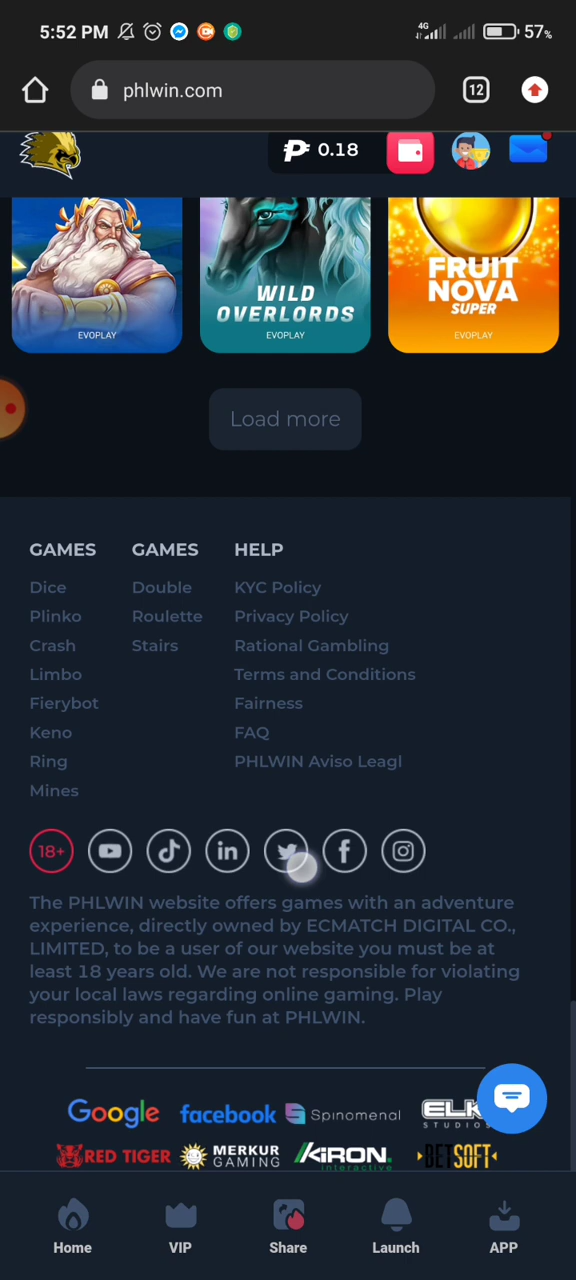 5:52 PM 4G 57%
phlwin.com 12
0.18
WILD
OVERLORDS
EVOPLAY EVOPLAY
FRUIT
NOVA
SUPER
EVOPLAY
Load more
GAMES GAMES HELP
Dice Double KYC Policy
Plinko Roulette Privacy Policy
Crash Stairs Rational Gambling
Limbo Terms and Conditions
Fierybot Fairness
Keno FAQ
Ring PHLWIN Aviso Leagl
Mines
18+ in f
The PHLWIN website offers games with an adventure
experience, directly owned by ECMATCH DIGITAL CO.,
LIMITED, to be a user of our website you must be at
least 18 years old. We are not responsible for violating
your local laws regarding online gaming. Play
responsibly and have fun at PHLWIN.
Google facebook SPINOMENAL ELK
STUDIOS
RED TIGER MERKUR
GAMING KIRON
interactive BETSOFT
Home VIP Share Launch APP